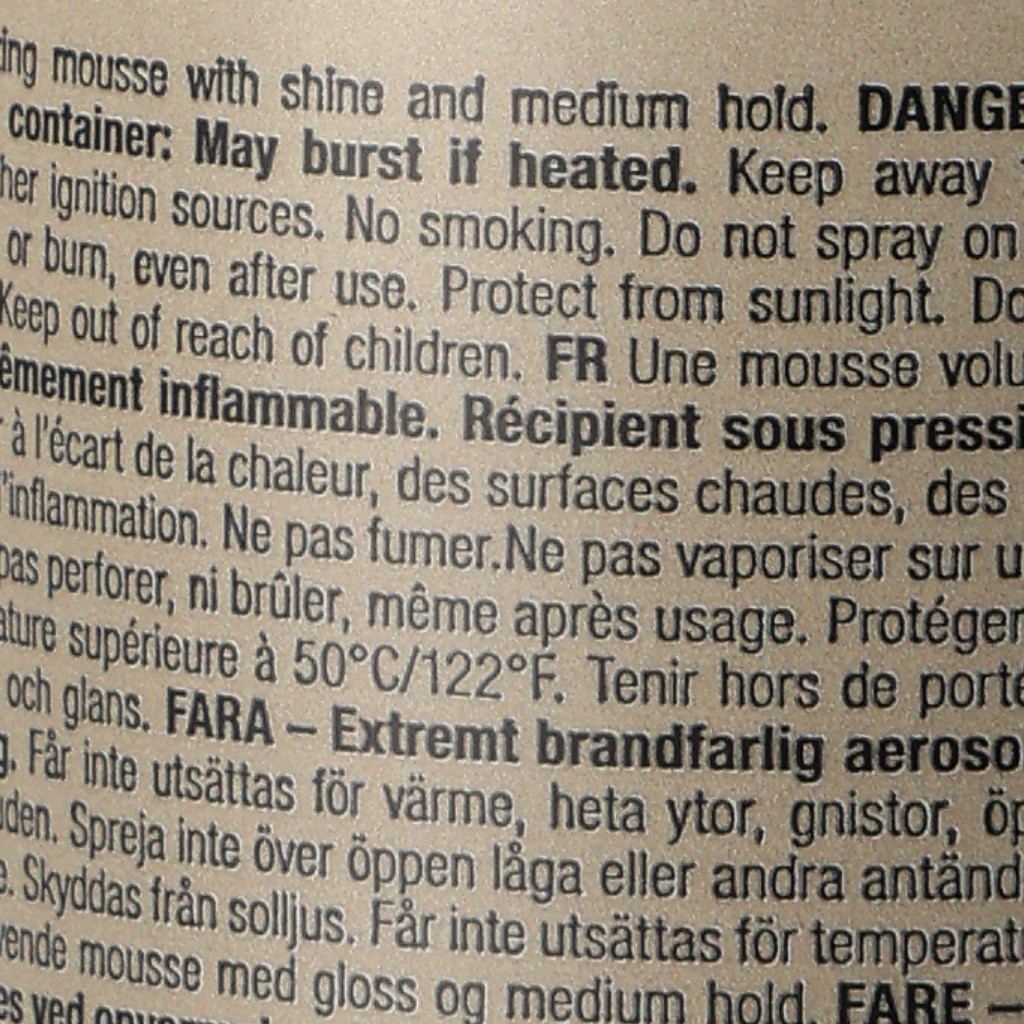 ing mousse with shine and medium hold. DANGE
container: May burst if heated. Keep away
her ignition sources. No smoking. Do not spray on
or burn, even after use. Protect from sunlight. Do
Keep out of reach of children. FR Une mousse volu
êmement inflammable. Récipient sous pressi
à l'écart de la chaleur, des surfaces chaudes, des
'inflammation. Ne pas fumer.Ne pas vaporiser sur u
pas perforer, ni brûler, même après usage. Protéger
ature supérieure à 50°C/122°F. Tenir hors de porté
och glans. FARA – Extremt brandfarlig aeroso
g. Får inte utsättas för värme, heta ytor, gnistor, öp
uden. Spreja inte över öppen låga eller andra antänd
e. Skyddas från solljus. Får inte utsättas för temperatu
vende mousse med gloss og medium hold. FARE –
es ved